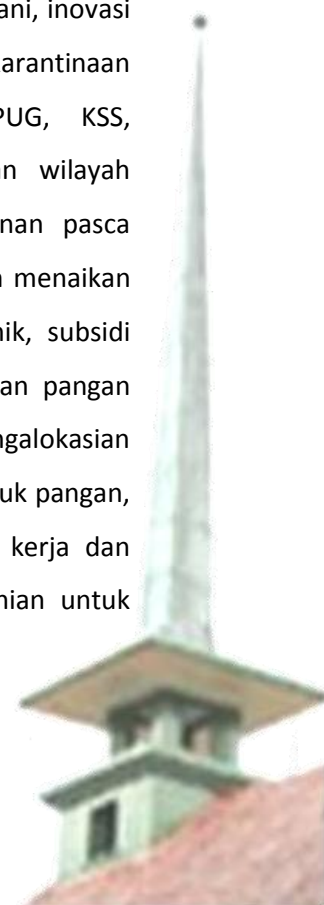 ani, inovasi
arantinaan
PUG, KSS,
an wilayah
nan pasca
n menaikan
nik, subsidi
an pangan
ngalokasian
uk pangan,
kerja dan
nian untuk